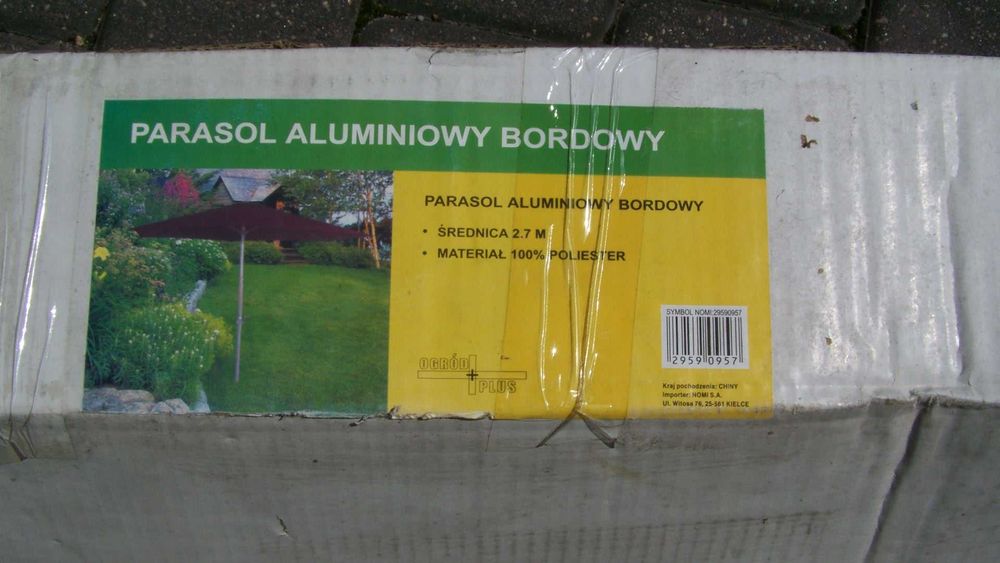 PARASOL ALUMINIOWY BORDOWY
PARASOL ALUMINIOWY BORDOWY
• ŚREDNICA 2.7 M
• MATERIAŁ 100% POLIESTER
SYMBOL NOMI:29590957
2959 0957
OGRÓD
PLUS
Kraj pochodzenia: CHINY
Importer: NOMI S.A.
Ul. Witosa 76, 25-561 KIELCE